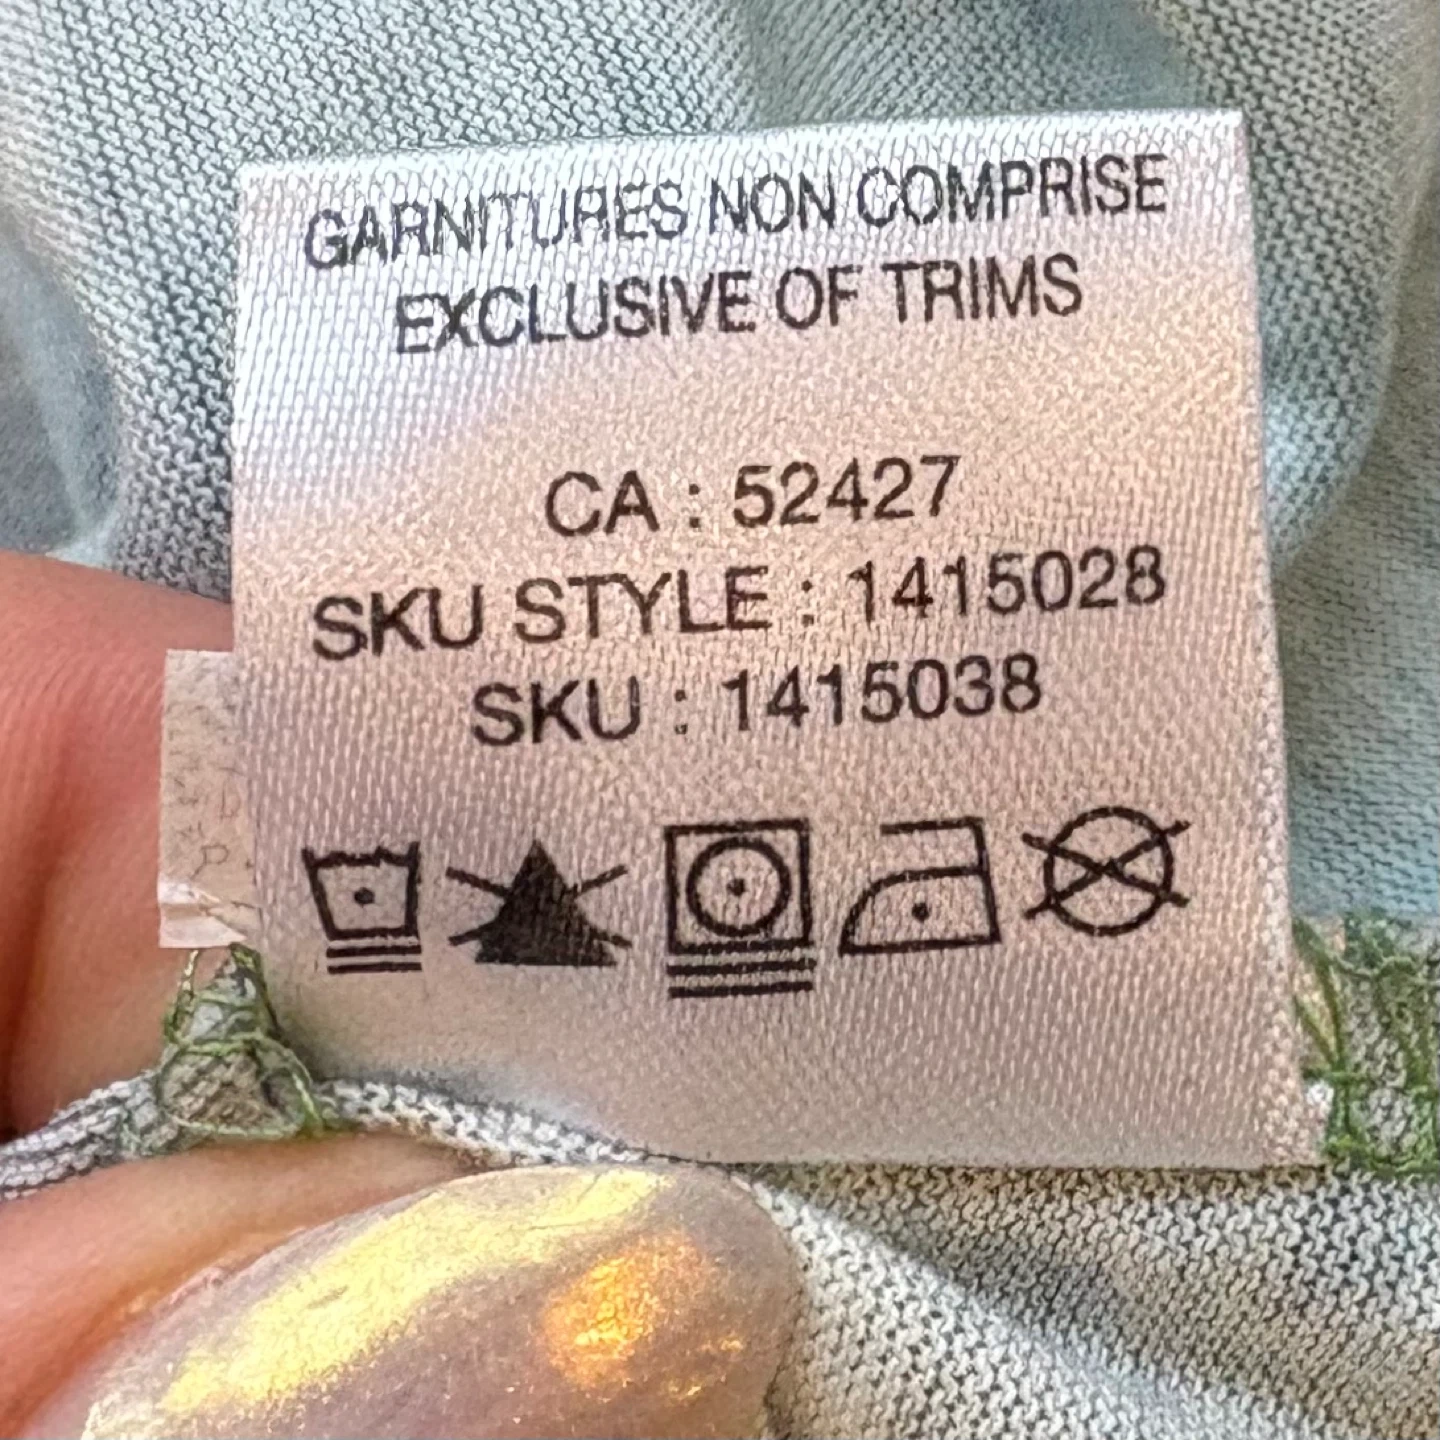 GARNITURES NON COMPRISE
EXCLUSIVE OF TRIMS
CA : 52427
SKU STYLE : 1415028
SKU : 1415038